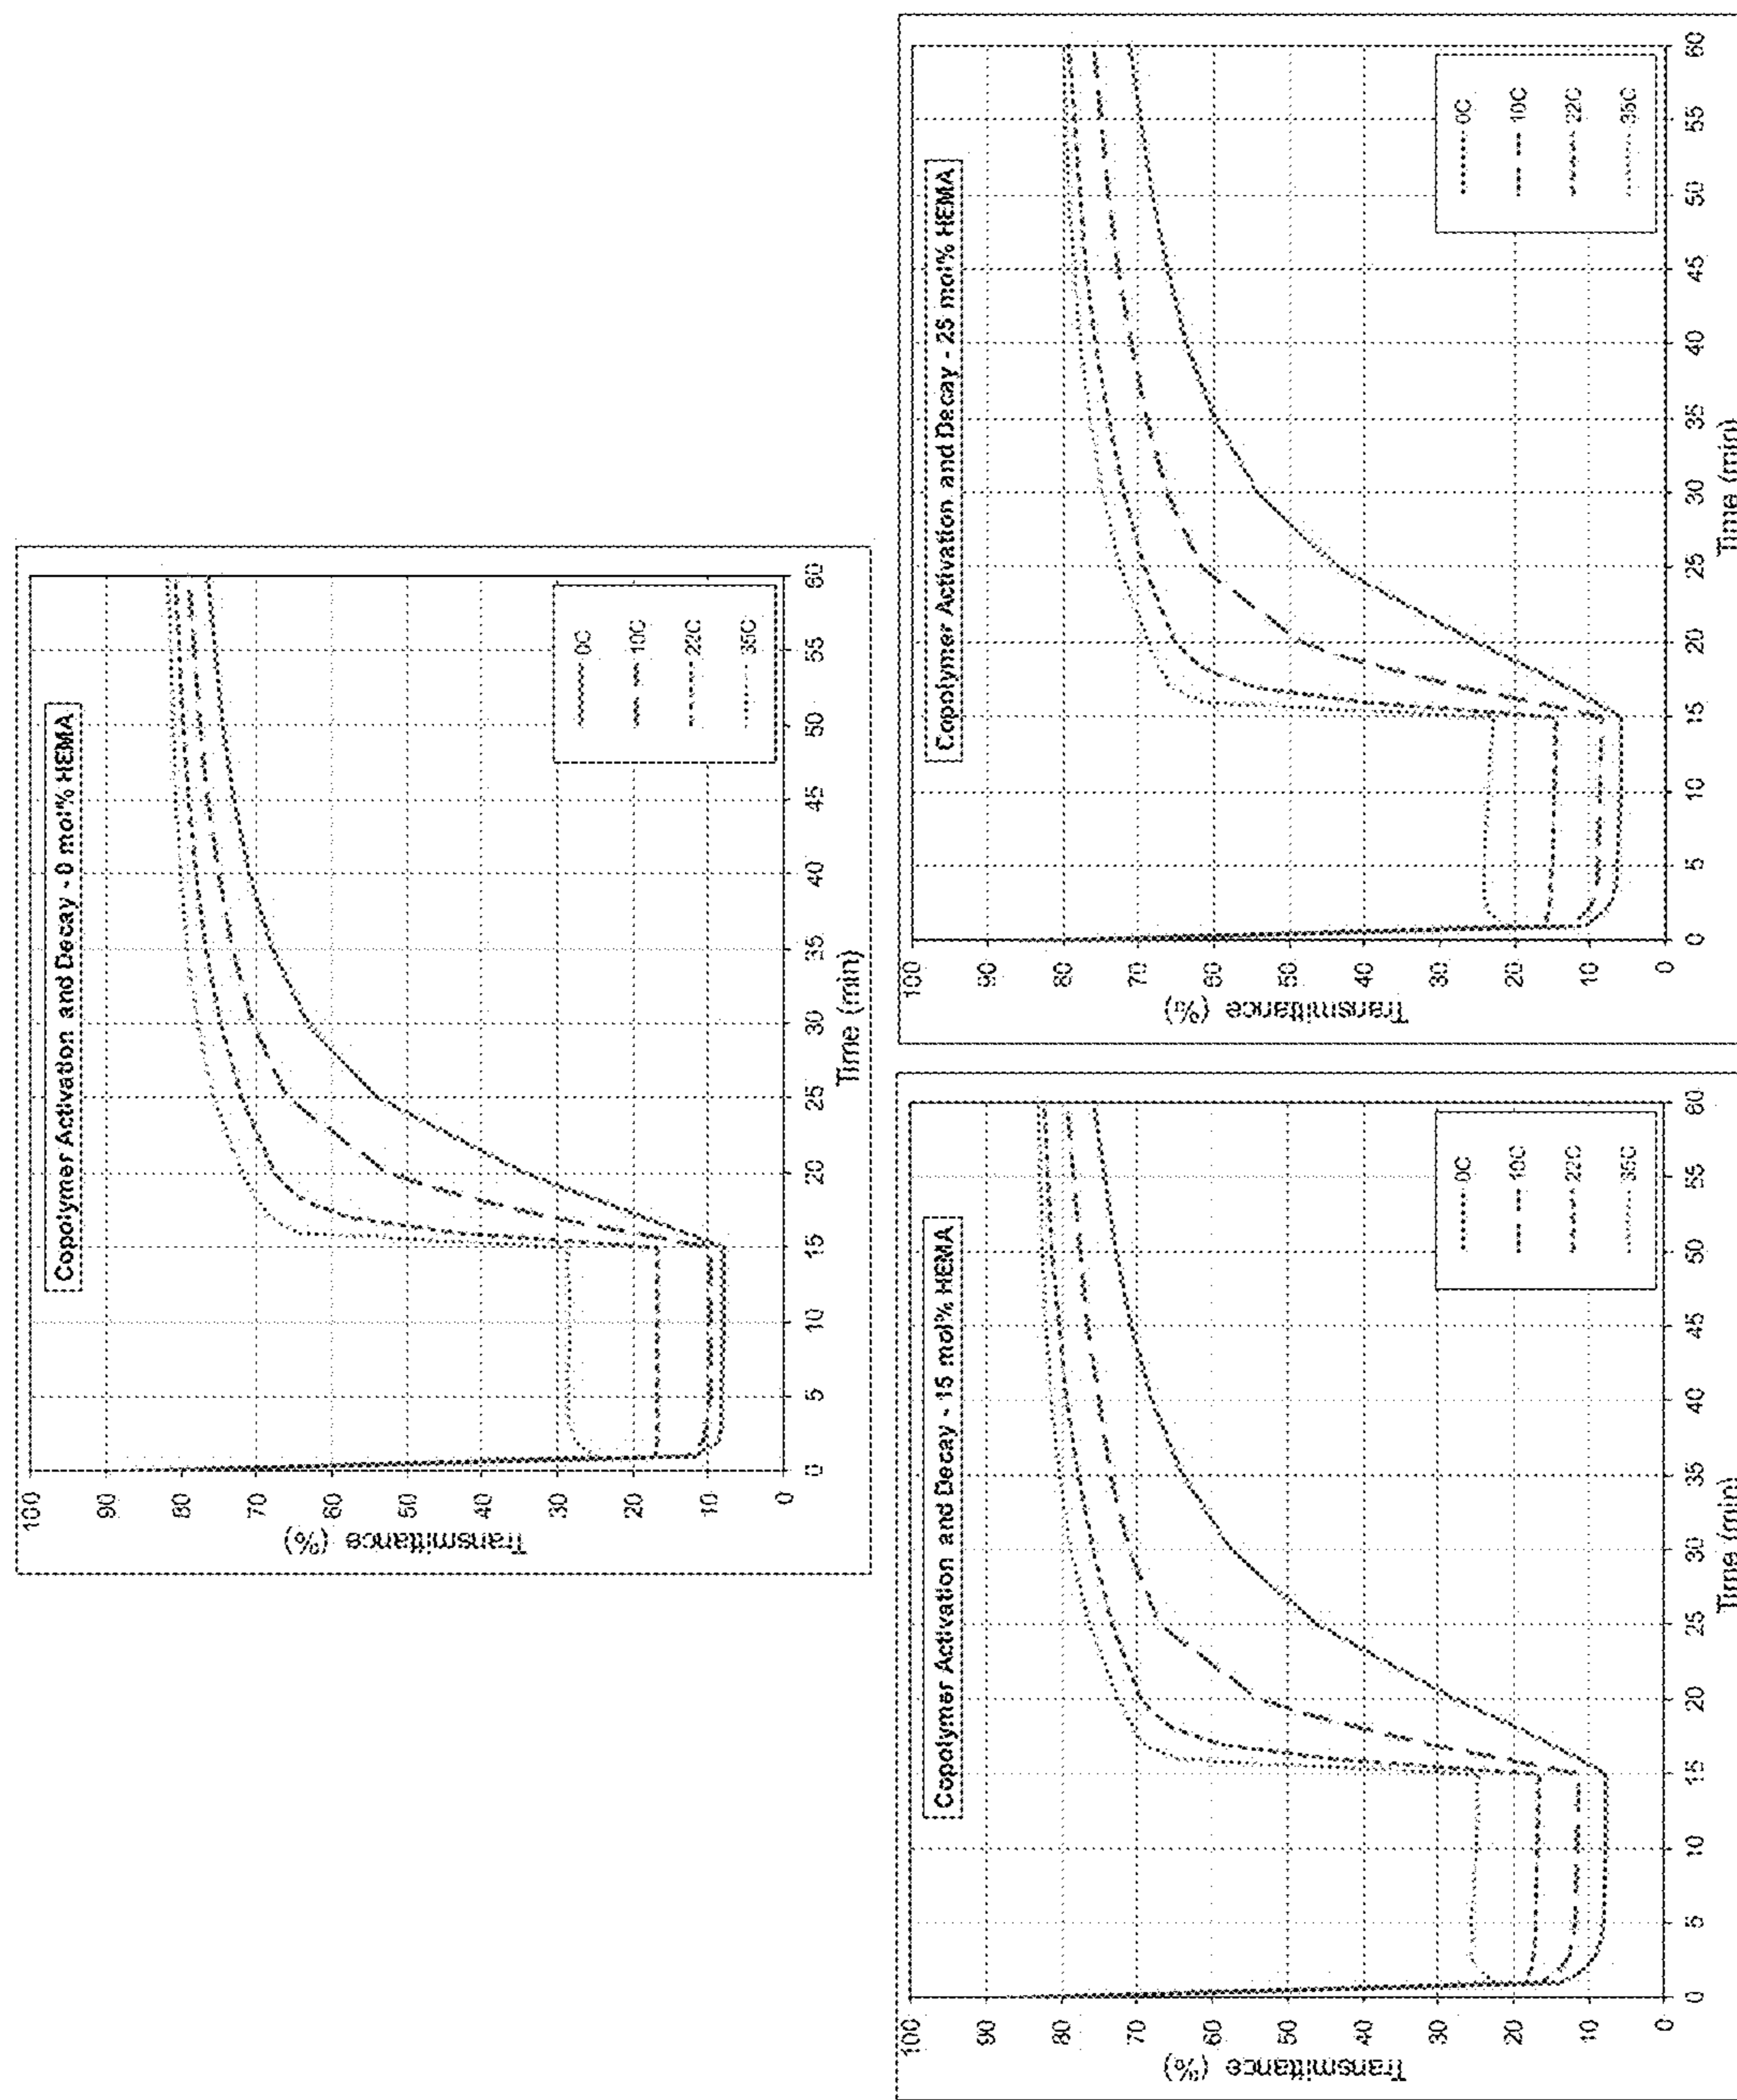 Copolymer Activation and Decay - 0 mol% HEMA
Transmittance (%)
100
90
80
70
60
50
40
30
20
10
0
0 5 10 15 20 25 30 35 40 45 50 55 60
Time (min)
0C
10C
22C
35C
Copolymer Activation and Decay - 15 mol% HEMA
Transmittance (%)
100
90
80
70
60
50
40
30
20
10
0
0 5 10 15 20 25 30 35 40 45 50 55 60
Time (min)
0C
10C
22C
35C
Copolymer Activation and Decay - 25 mol% HEMA
Transmittance (%)
100
90
80
70
60
50
40
30
20
10
0
0 5 10 15 20 25 30 35 40 45 50 55 60
Time (min)
0C
10C
22C
35C